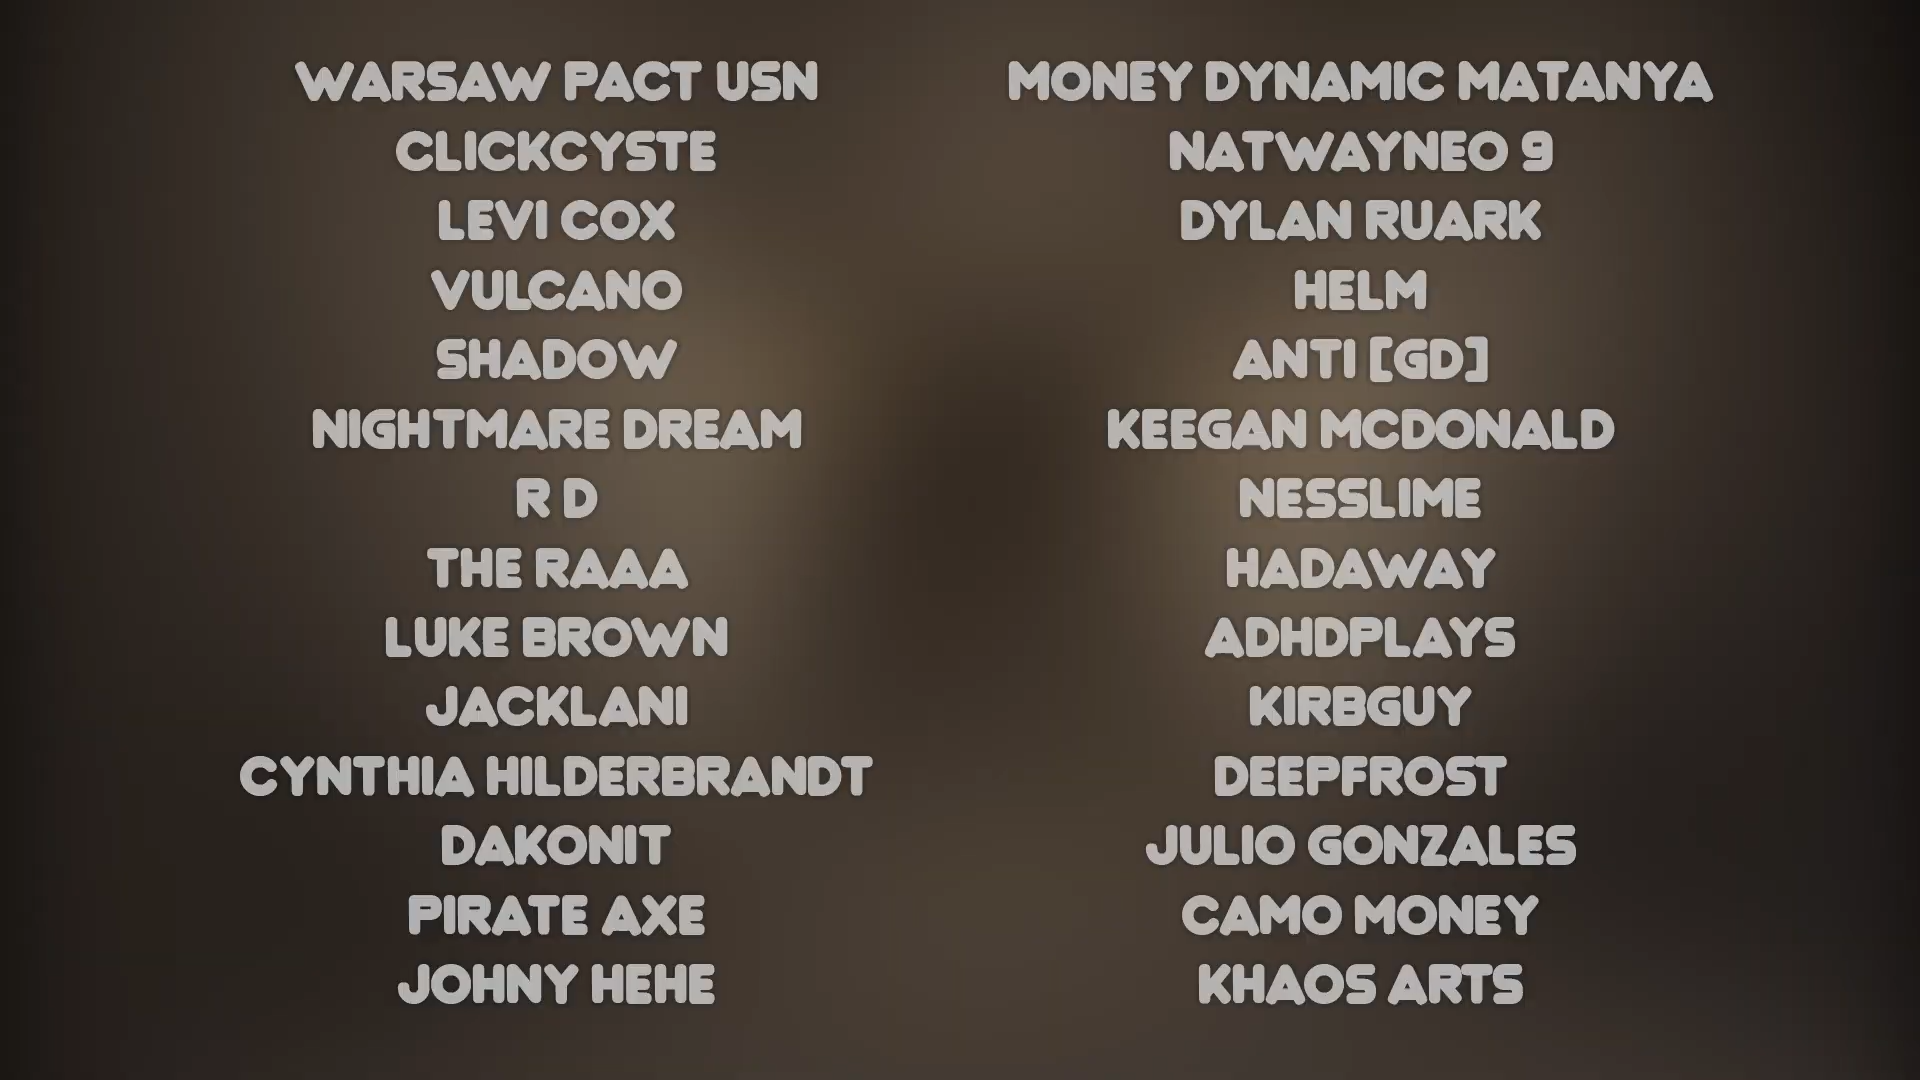 WARSAW PACT USN
CLICKCYSTE
LEVI COX
VULCANO
SHADOW
NIGHTMARE DREAM
R D
THE RAAA
LUKE BROWN
JACKLANI
CYNTHIA HILDERBRANDT
DAKONIT
PIRATE AXE
JOHNY HEHE
MONEY DYNAMIC MATANYA
NATWAYNEO 9
DYLAN RUARK
HELM
ANTI [GD]
KEEGAN MCDONALD
NESSLIME
HADAWAY
ADHDPLAYS
KIRBGUY
DEEPFROST
JULIO GONZALES
CAMO MONEY
KHAOS ARTS